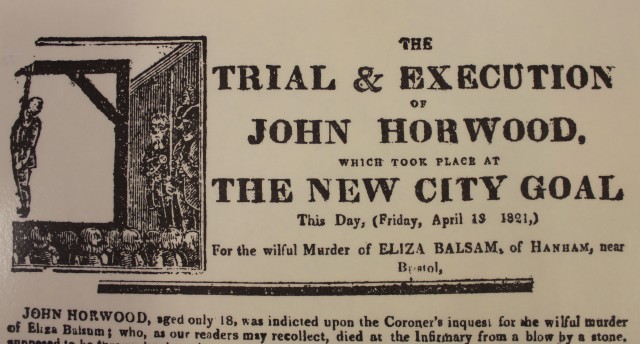 THE
TRIAL & EXECUTION
OF
JOHN HORWOOD,
WHICH TOOK PLACE AT
THE NEW CITY GOAL
This Day, (Friday, April 13 1821,)
For the wilful Murder of ELIZA BALSAM, of HANHAM, near
Bristol,
JOHN HORWOOD, aged only 18, was indicted upon the Coroner's inquest for the wilful murder
of Eliza Balsum; who, as our readers may recollect, died at the Infirmary from a blow by a stone,